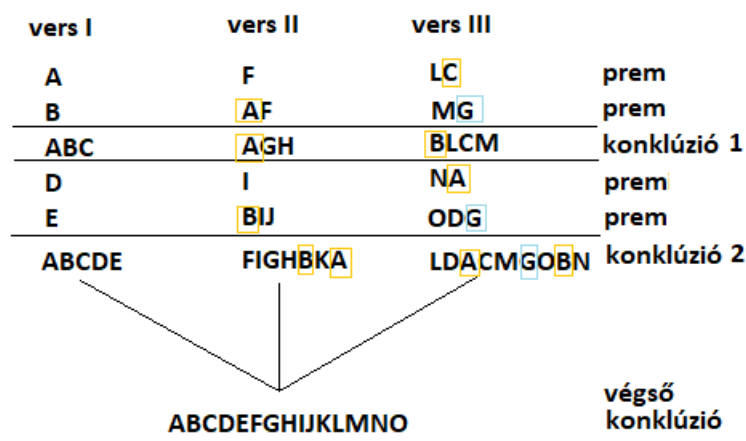 vers I vers II vers III
A F LC prem
B AF MG prem
ABC AGH BLCM konklúzió 1
D I NA prem
E BIJ ODG prem
ABCDE FIGHBKA LDACMGOBN konklúzió 2
végső
ABCDEFGHIJKLMNO konklúzió